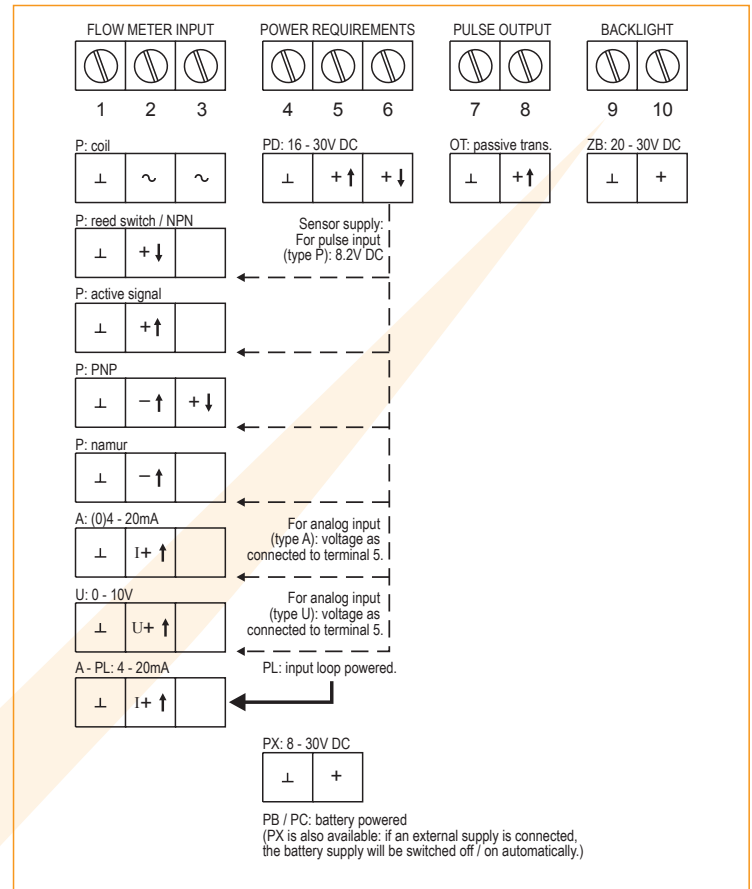 FLOW METER INPUT POWER REQUIREMENTS PULSE OUTPUT BACKLIGHT
1 2 3 4 5 6 7 8 9 10
P: coil PD: 16 - 30V DC OT: passive trans. ZB: 20 - 30V DC
⊥ ~ ~ ⊥ +↑ +↓ ⊥ +↑ ⊥ +
P: reed switch / NPN
⊥ +↓
Sensor supply:
For pulse input
(type P): 8.2V DC
P: active signal
⊥ +↑
P: PNP
⊥ −↑ +↓
P: namur
⊥ −↑
A: (0)4 - 20mA
⊥ I+ ↑
For analog input
(type A): voltage as
connected to terminal 5.
U: 0 - 10V
⊥ U+ ↑
For analog input
(type U): voltage as
connected to terminal 5.
A - PL: 4 - 20mA PL: input loop powered.
⊥ I+ ↑
PX: 8 - 30V DC
⊥ +
PB / PC: battery powered
(PX is also available: if an external supply is connected,
the battery supply will be switched off / on automatically.)